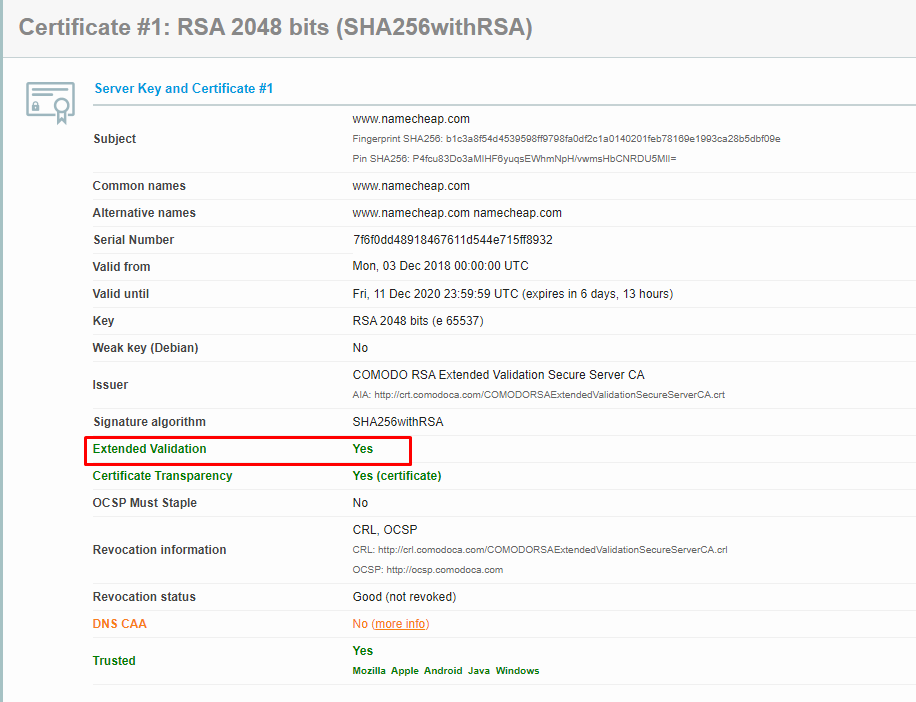 Certificate #1: RSA 2048 bits (SHA256withRSA)
Server Key and Certificate #1
Subject
www.namecheap.com
Fingerprint SHA256: b1c3a8f54d4539598ff9798fa0df2c1a0140201feb78169e1993ca28b5dbf09e
Pin SHA256: P4fcu83Do3aMIHF6yuqsEWhmNpH/vwmsHbCNRDU5MlI=
Common names www.namecheap.com
Alternative names www.namecheap.com namecheap.com
Serial Number 7f6f0dd48918467611d544e715ff8932
Valid from Mon, 03 Dec 2018 00:00:00 UTC
Valid until Fri, 11 Dec 2020 23:59:59 UTC (expires in 6 days, 13 hours)
Key RSA 2048 bits (e 65537)
Weak key (Debian) No
Issuer
COMODO RSA Extended Validation Secure Server CA
AIA: http://crt.comodoca.com/COMODORSAExtendedValidationSecureServerCA.crt
Signature algorithm SHA256withRSA
Extended Validation Yes
Certificate Transparency Yes (certificate)
OCSP Must Staple No
Revocation information
CRL, OCSP
CRL: http://crl.comodoca.com/COMODORSAExtendedValidationSecureServerCA.crl
OCSP: http://ocsp.comodoca.com
Revocation status Good (not revoked)
DNS CAA No (more info)
Trusted
Yes
Mozilla Apple Android Java Windows